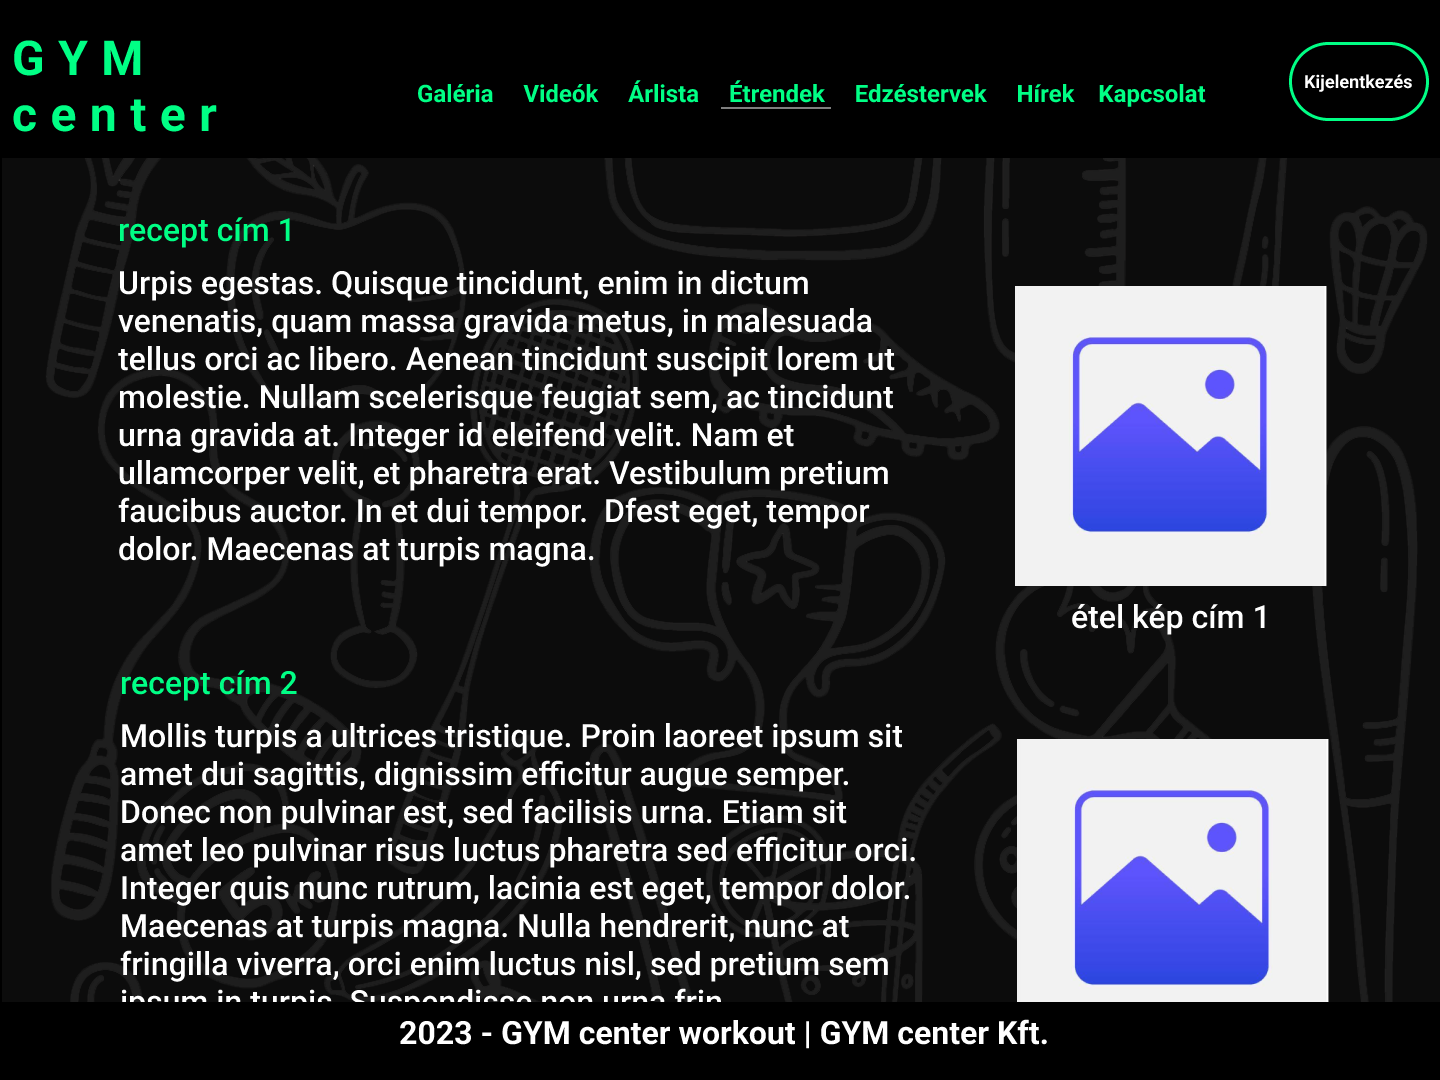 GYM
center
Galéria Videók Árlista Étrendek Edzéstervek Hírek Kapcsolat
Kijelentkezés
recept cím 1
Urpis egestas. Quisque tincidunt, enim in dictum
venenatis, quam massa gravida metus, in malesuada
tellus orci ac libero. Aenean tincidunt suscipit lorem ut
molestie. Nullam scelerisque feugiat sem, ac tincidunt
urna gravida at. Integer id eleifend velit. Nam et
ullamcorper velit, et pharetra erat. Vestibulum pretium
faucibus auctor. In et dui tempor.  Dfest eget, tempor
dolor. Maecenas at turpis magna.
étel kép cím 1
recept cím 2
Mollis turpis a ultrices tristique. Proin laoreet ipsum sit
amet dui sagittis, dignissim efficitur augue semper.
Donec non pulvinar est, sed facilisis urna. Etiam sit
amet leo pulvinar risus luctus pharetra sed efficitur orci.
Integer quis nunc rutrum, lacinia est eget, tempor dolor.
Maecenas at turpis magna. Nulla hendrerit, nunc at
fringilla viverra, orci enim luctus nisl, sed pretium sem
ipsum in turpis. Suspendisse non urna frin
2023 - GYM center workout | GYM center Kft.